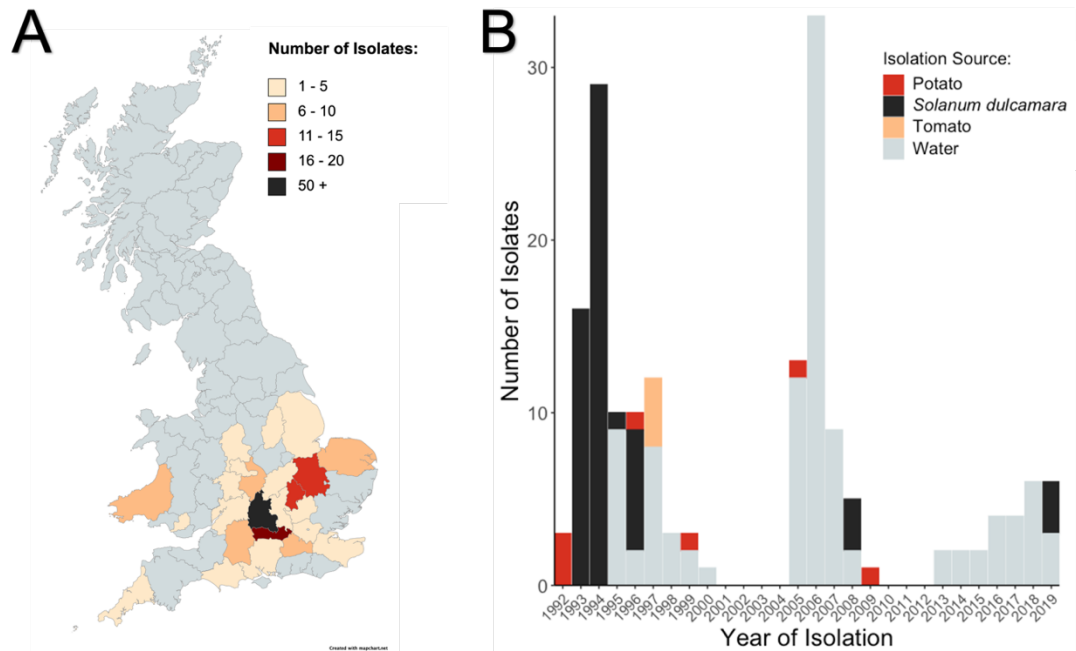 A
Number of Isolates:
1 - 5
6 - 10
11 - 15
16 - 20
50 +
Created with mapchart.net
B
Isolation Source:
Potato
Solanum dulcamara
Tomato
Water
Number of Isolates
30
20
10
0
1992
1993
1994
1995
1996
1997
1998
1999
2000
2001
2002
2003
2004
2005
2006
2007
2008
2009
2010
2011
2012
2013
2014
2015
2016
2017
2018
2019
Year of Isolation